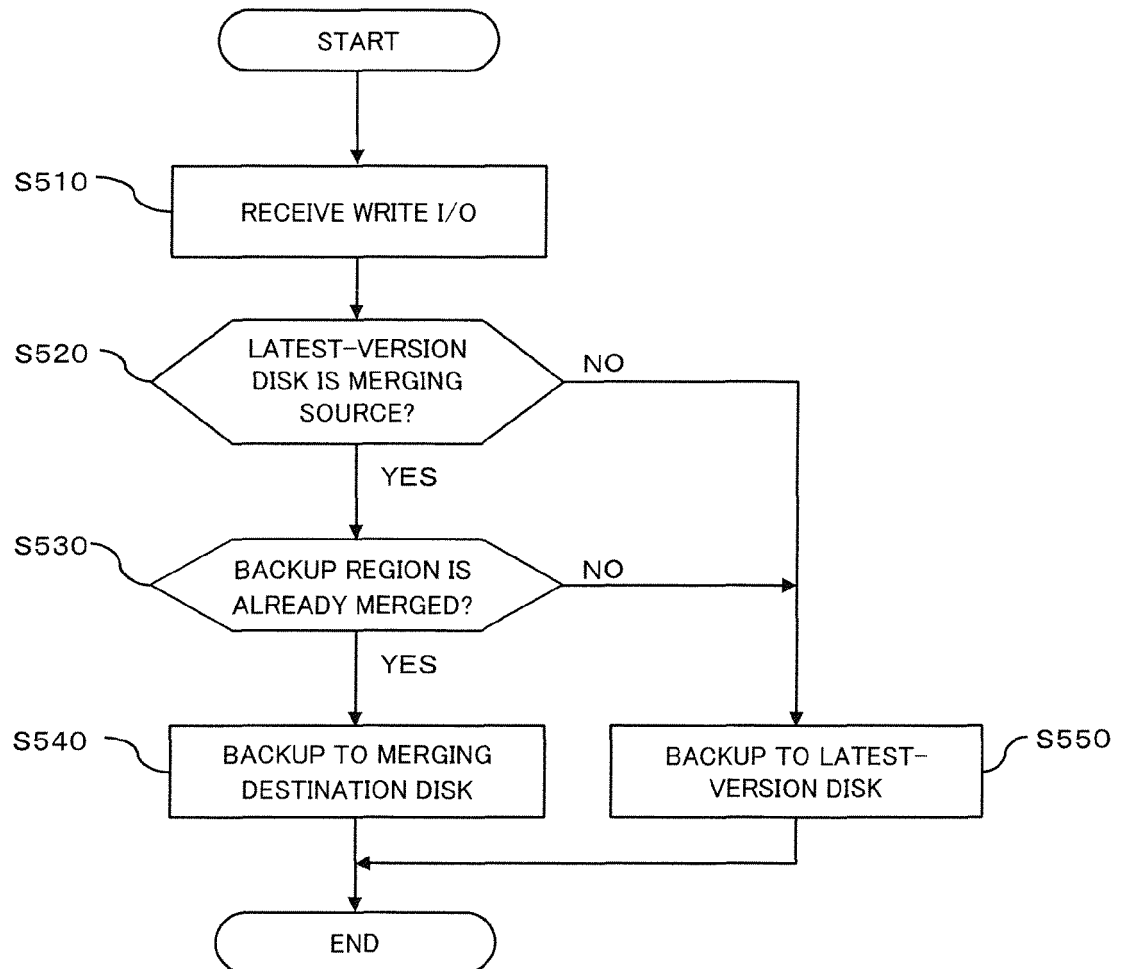 START
S510
RECEIVE WRITE I/O
S520
LATEST-VERSION
DISK IS MERGING
SOURCE?
NO
YES
S530
BACKUP REGION IS
ALREADY MERGED?
NO
YES
S540
BACKUP TO MERGING
DESTINATION DISK
BACKUP TO LATEST-
VERSION DISK
S550
END